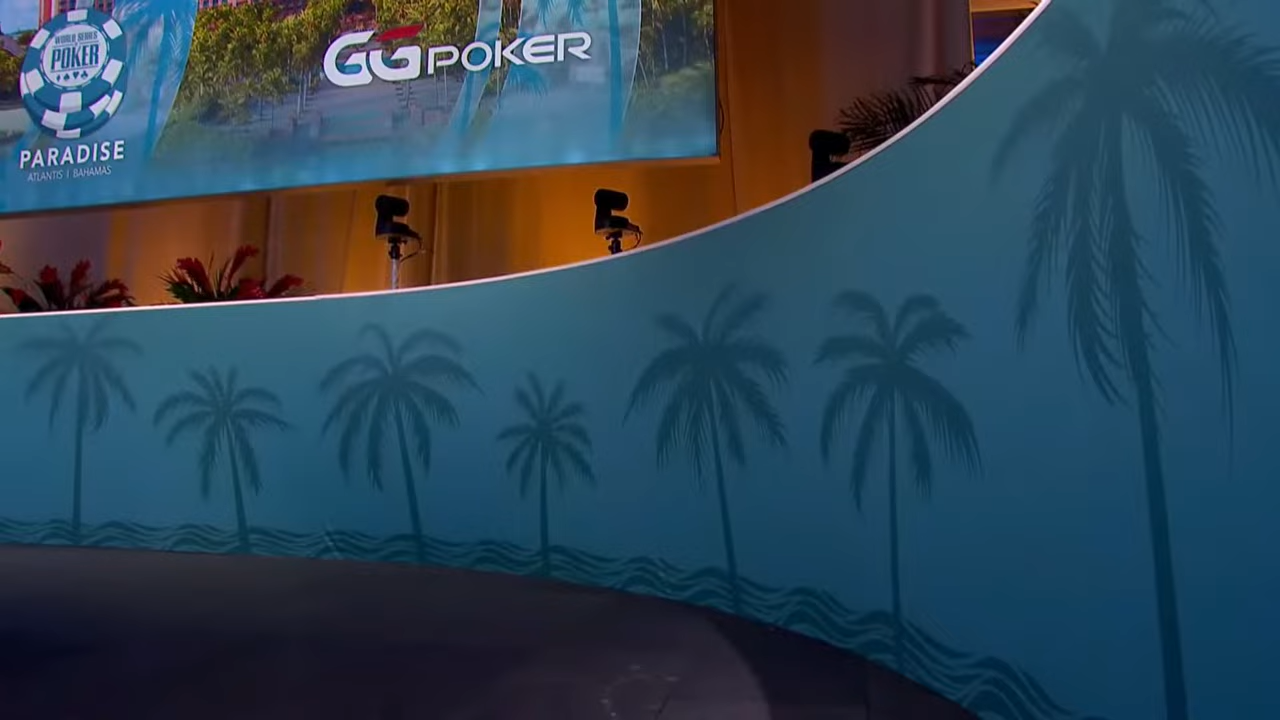 WORLD SERIES
POKER
PARADISE
ATLANTIS | BAHAMAS
GGPOKER